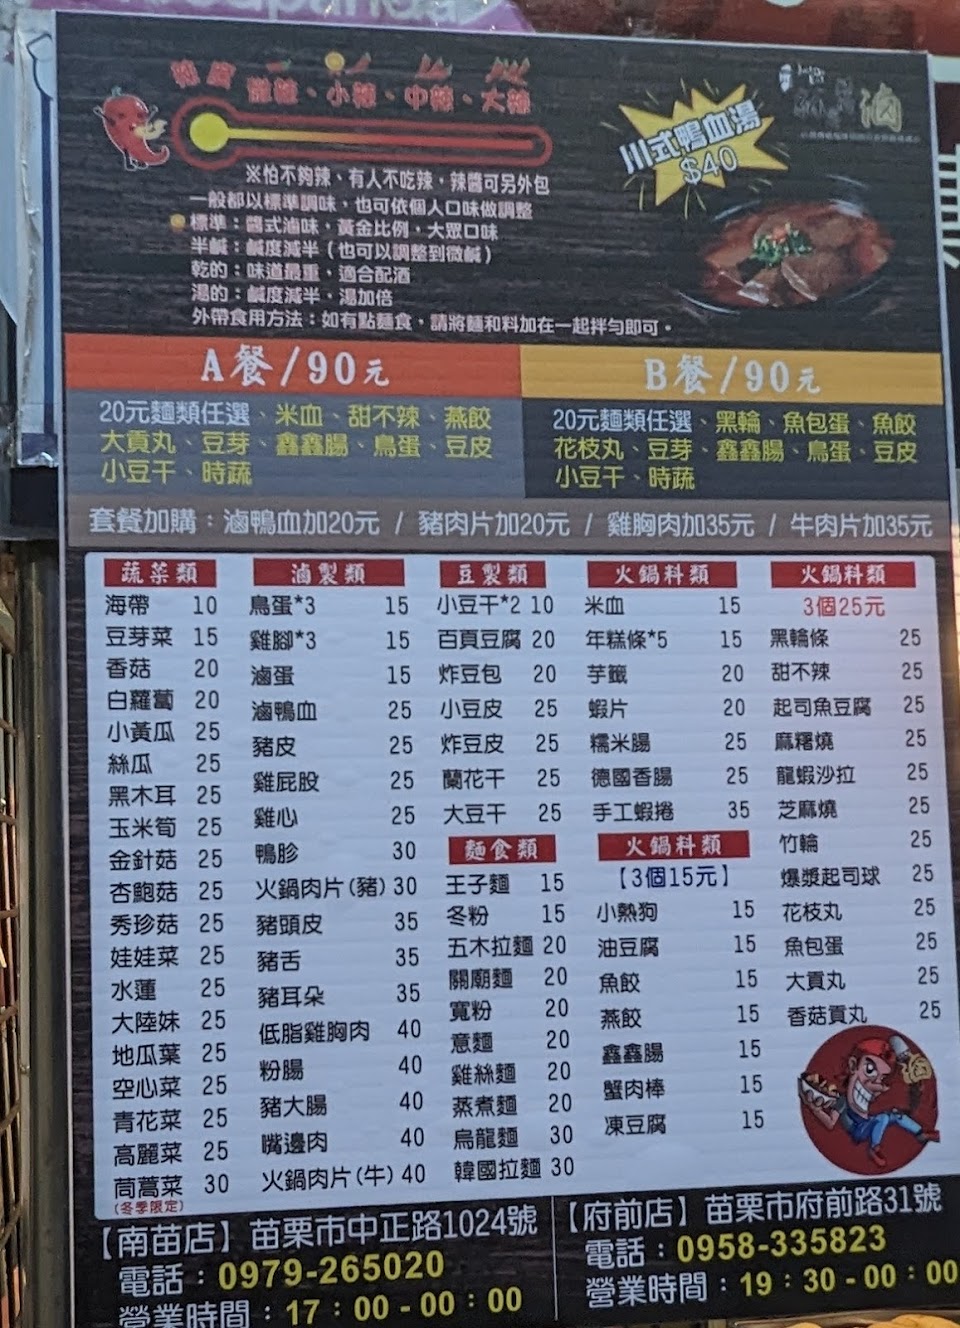 微辣、小辣、中辣、大辣
川式鴨血湯
$40
滷
※怕不夠辣、有人不吃辣，辣醬可另外包
一般都以標準調味，也可依個人口味做調整
標準：醬式滷味，黃金比例，大眾口味
半鹹：鹹度減半（也可以調整到微鹹）
乾的：味道最重，適合配酒
湯的：鹹度減半，湯加倍
外帶食用方法：如有點麵食，請將麵和料加在一起拌勻即可。
A餐/90元
20元麵類任選、米血、甜不辣、燕餃
大貢丸、豆芽、鑫鑫腸、鳥蛋、豆皮
小豆干、時蔬
B餐/90元
20元麵類任選、黑輪、魚包蛋、魚餃
花枝丸、豆芽、鑫鑫腸、鳥蛋、豆皮
小豆干、時蔬
套餐加購：滷鴨血加20元 / 豬肉片加20元 / 雞胸肉加35元 / 牛肉片加35元
蔬菜類
海帶 10
豆芽菜 15
香菇 20
白蘿蔔 20
小黃瓜 25
絲瓜 25
黑木耳 25
玉米筍 25
金針菇 25
杏鮑菇 25
秀珍菇 25
娃娃菜 25
水蓮 25
大陸妹 25
地瓜葉 25
空心菜 25
青花菜 25
高麗菜 25
茼蒿菜 30
(冬季限定)
滷製類
鳥蛋*3 15
雞腳*3 15
滷蛋 15
滷鴨血 25
豬皮 25
雞屁股 25
雞心 25
鴨胗 30
火鍋肉片(豬) 30
豬頭皮 35
豬舌 35
豬耳朵 35
低脂雞胸肉 40
粉腸 40
豬大腸 40
嘴邊肉 40
火鍋肉片(牛) 40
豆製類
小豆干*2 10
百頁豆腐 20
炸豆包 20
小豆皮 25
炸豆皮 25
蘭花干 25
大豆干 25
麵食類
王子麵 15
冬粉 15
五木拉麵 20
關廟麵 20
寬粉 20
意麵 20
雞絲麵 20
蒸煮麵 20
烏龍麵 30
韓國拉麵 30
火鍋料類
米血 15
年糕條*5 15
芋籤 20
蝦片 20
糯米腸 25
德國香腸 25
手工蝦捲 35
火鍋料類
【3個15元】
小熱狗 15
油豆腐 15
魚餃 15
燕餃 15
鑫鑫腸 15
蟹肉棒 15
凍豆腐 15
火鍋料類
3個25元
黑輪條 25
甜不辣 25
起司魚豆腐 25
麻糬燒 25
龍蝦沙拉 25
芝麻燒 25
竹輪 25
爆漿起司球 25
花枝丸 25
魚包蛋 25
大貢丸 25
香菇貢丸 25
滷
【南苗店】苗栗市中正路1024號
電話：0979-265020
營業時間：17：00-00：00
【府前店】苗栗市府前路31號
電話：0958-335823
營業時間：19：30-00：00